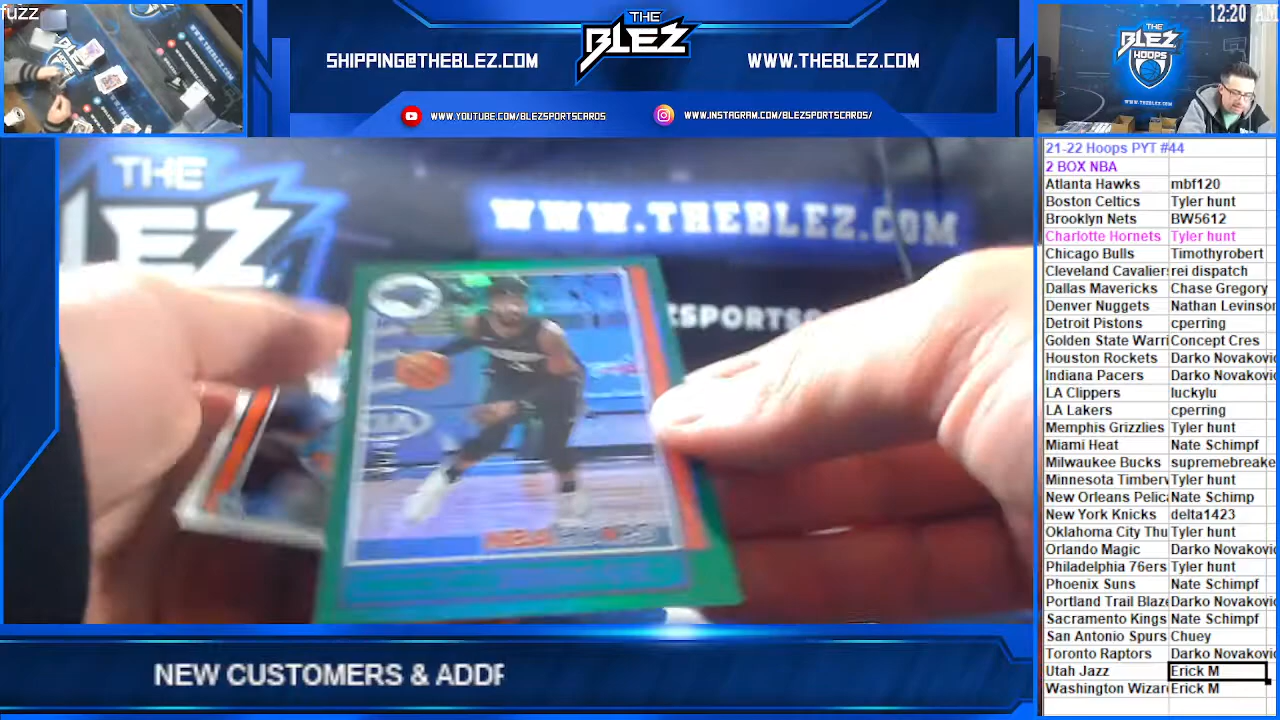 fuzz
THE
BLEZ
SHIPPING@THEBLEZ.COM
WWW.THEBLEZ.COM
WWW.YOUTUBE.COM/BLEZSPORTSCARDS
WWW.INSTAGRAM.COM/BLEZSPORTSCARDS/
12:20 AM
THE
BLEZ
HOOPS
THE
WWW.THEBLEZ.COM
KIA
NBA
21-22 Hoops PYT #44
2 BOX NBA
Atlanta Hawks mbf120
Boston Celtics Tyler hunt
Brooklyn Nets BW5612
Charlotte Hornets Tyler hunt
Chicago Bulls Timothyrobert
Cleveland Cavalier rei dispatch
Dallas Mavericks Chase Gregory
Denver Nuggets Nathan Levinson
Detroit Pistons cperring
Golden State Warri Concept Cres
Houston Rockets Darko Novakovic
Indiana Pacers Darko Novakovic
LA Clippers luckylu
LA Lakers cperring
Memphis Grizzlies Tyler hunt
Miami Heat Nate Schimpf
Milwaukee Bucks supremebreake
Minnesota Timberv Tyler hunt
New Orleans Pelica Nate Schimp
New York Knicks delta1423
Oklahoma City Thu Tyler hunt
Orlando Magic Darko Novakovic
Philadelphia 76ers Tyler hunt
Phoenix Suns Nate Schimpf
Portland Trail Blaze Darko Novakovic
Sacramento Kings Nate Schimpf
San Antonio Spurs Chuey
Toronto Raptors Darko Novakovic
Utah Jazz Erick M
Washington Wizar Erick M
NEW CUSTOMERS & ADDR